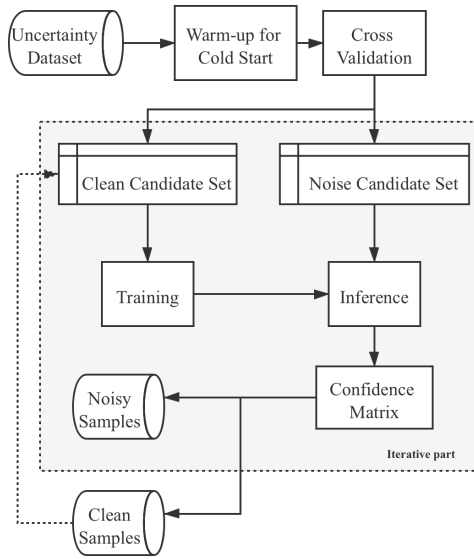 Uncertainty
Dataset
Warm-up for
Cold Start
Cross
Validation
Clean Candidate Set
Noise Candidate Set
Training
Inference
Noisy
Samples
Confidence
Matrix
Iterative part
Clean
Samples